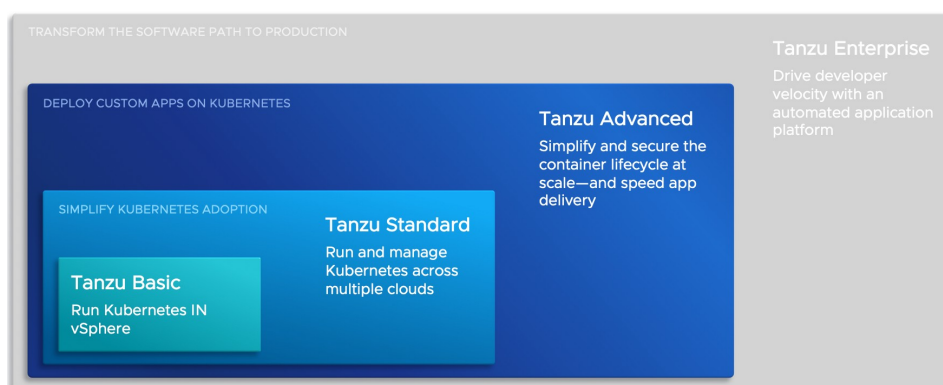 TRANSFORM THE SOFTWARE PATH TO PRODUCTION
Tanzu Enterprise
Drive developer
velocity with an
automated application
platform
DEPLOY CUSTOM APPS ON KUBERNETES
Tanzu Advanced
Simplify and secure the
container lifecycle at
scale—and speed app
delivery
SIMPLIFY KUBERNETES ADOPTION
Tanzu Standard
Run and manage
Kubernetes across
multiple clouds
Tanzu Basic
Run Kubernetes IN
vSphere